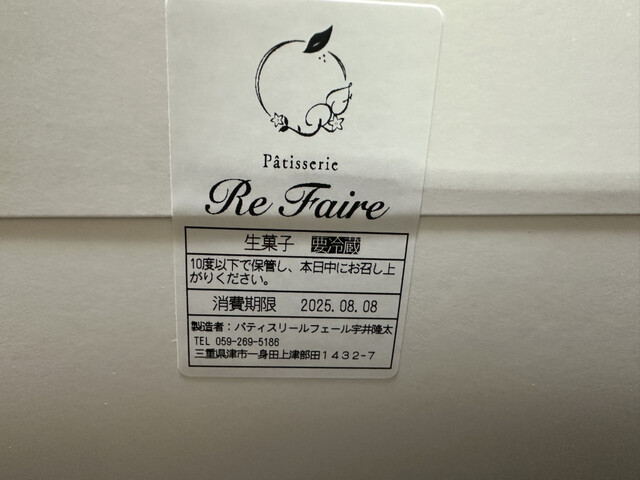 Pâtisserie
Re Faire
生菓子 要冷蔵
10度以下で保管し、本日中にお召し上
がりください。
消費期限 2025.08.08
製造者：パティスリールフェール宇井隆太
TEL 059-269-5186
三重県津市一身田上津部田1432-7